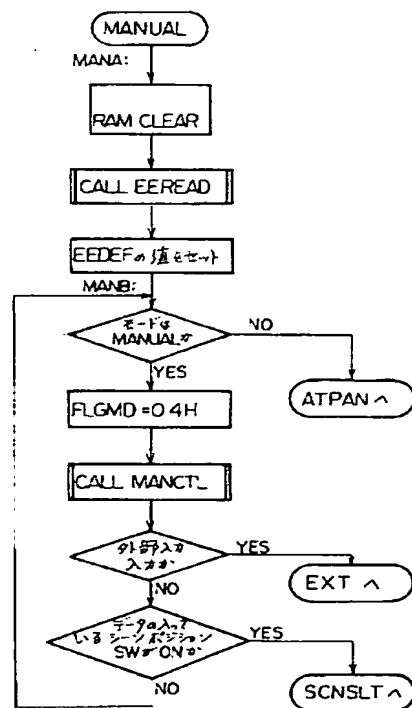 MANUAL
MANA:
RAM CLEAR
CALL EEREAD
EEDEFの値をセット
MANB:
モードは
MANUALか
NO
YES
ATPANへ
FLGMD=04H
CALL MANCTL
外部入力
入力か
YES
NO
EXTへ
データの入って
いるシーンポジション
SWがONか
YES
NO
SCNSLTへ